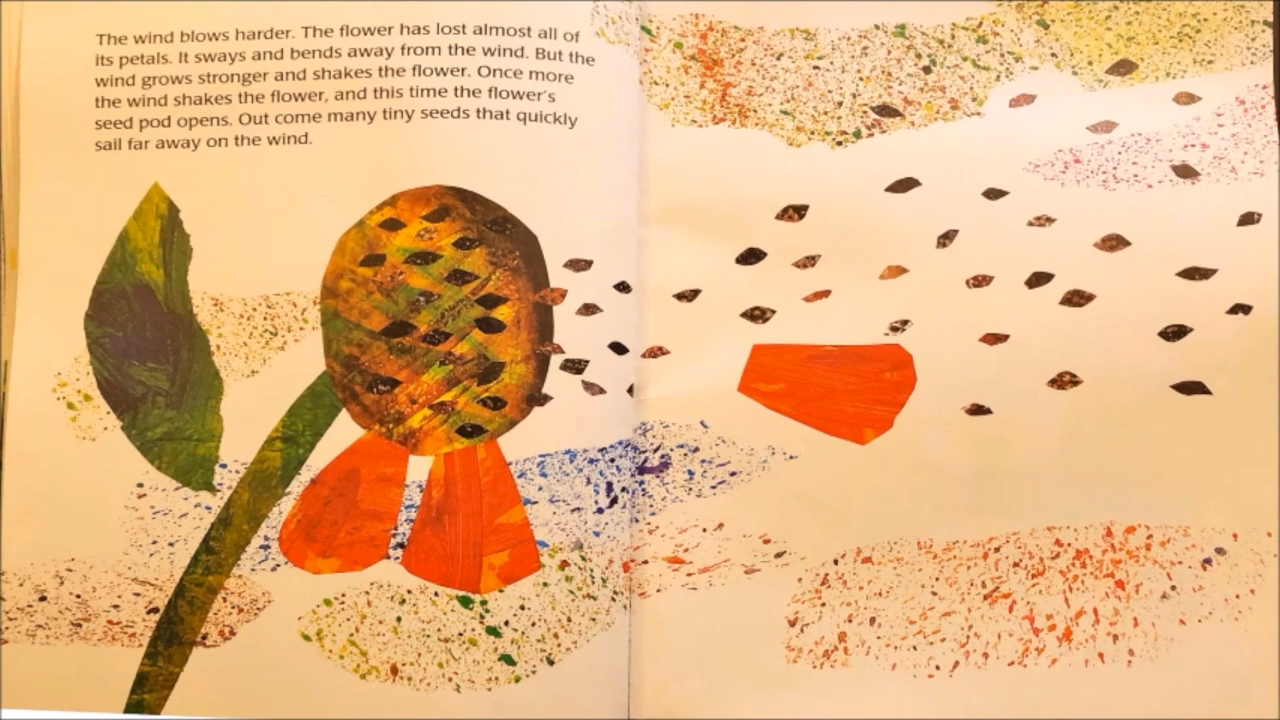 The wind blows harder. The flower has lost almost all of
its petals. It sways and bends away from the wind. But the
wind grows stronger and shakes the flower. Once more
the wind shakes the flower, and this time the flower's
seed pod opens. Out come many tiny seeds that quickly
sail far away on the wind.